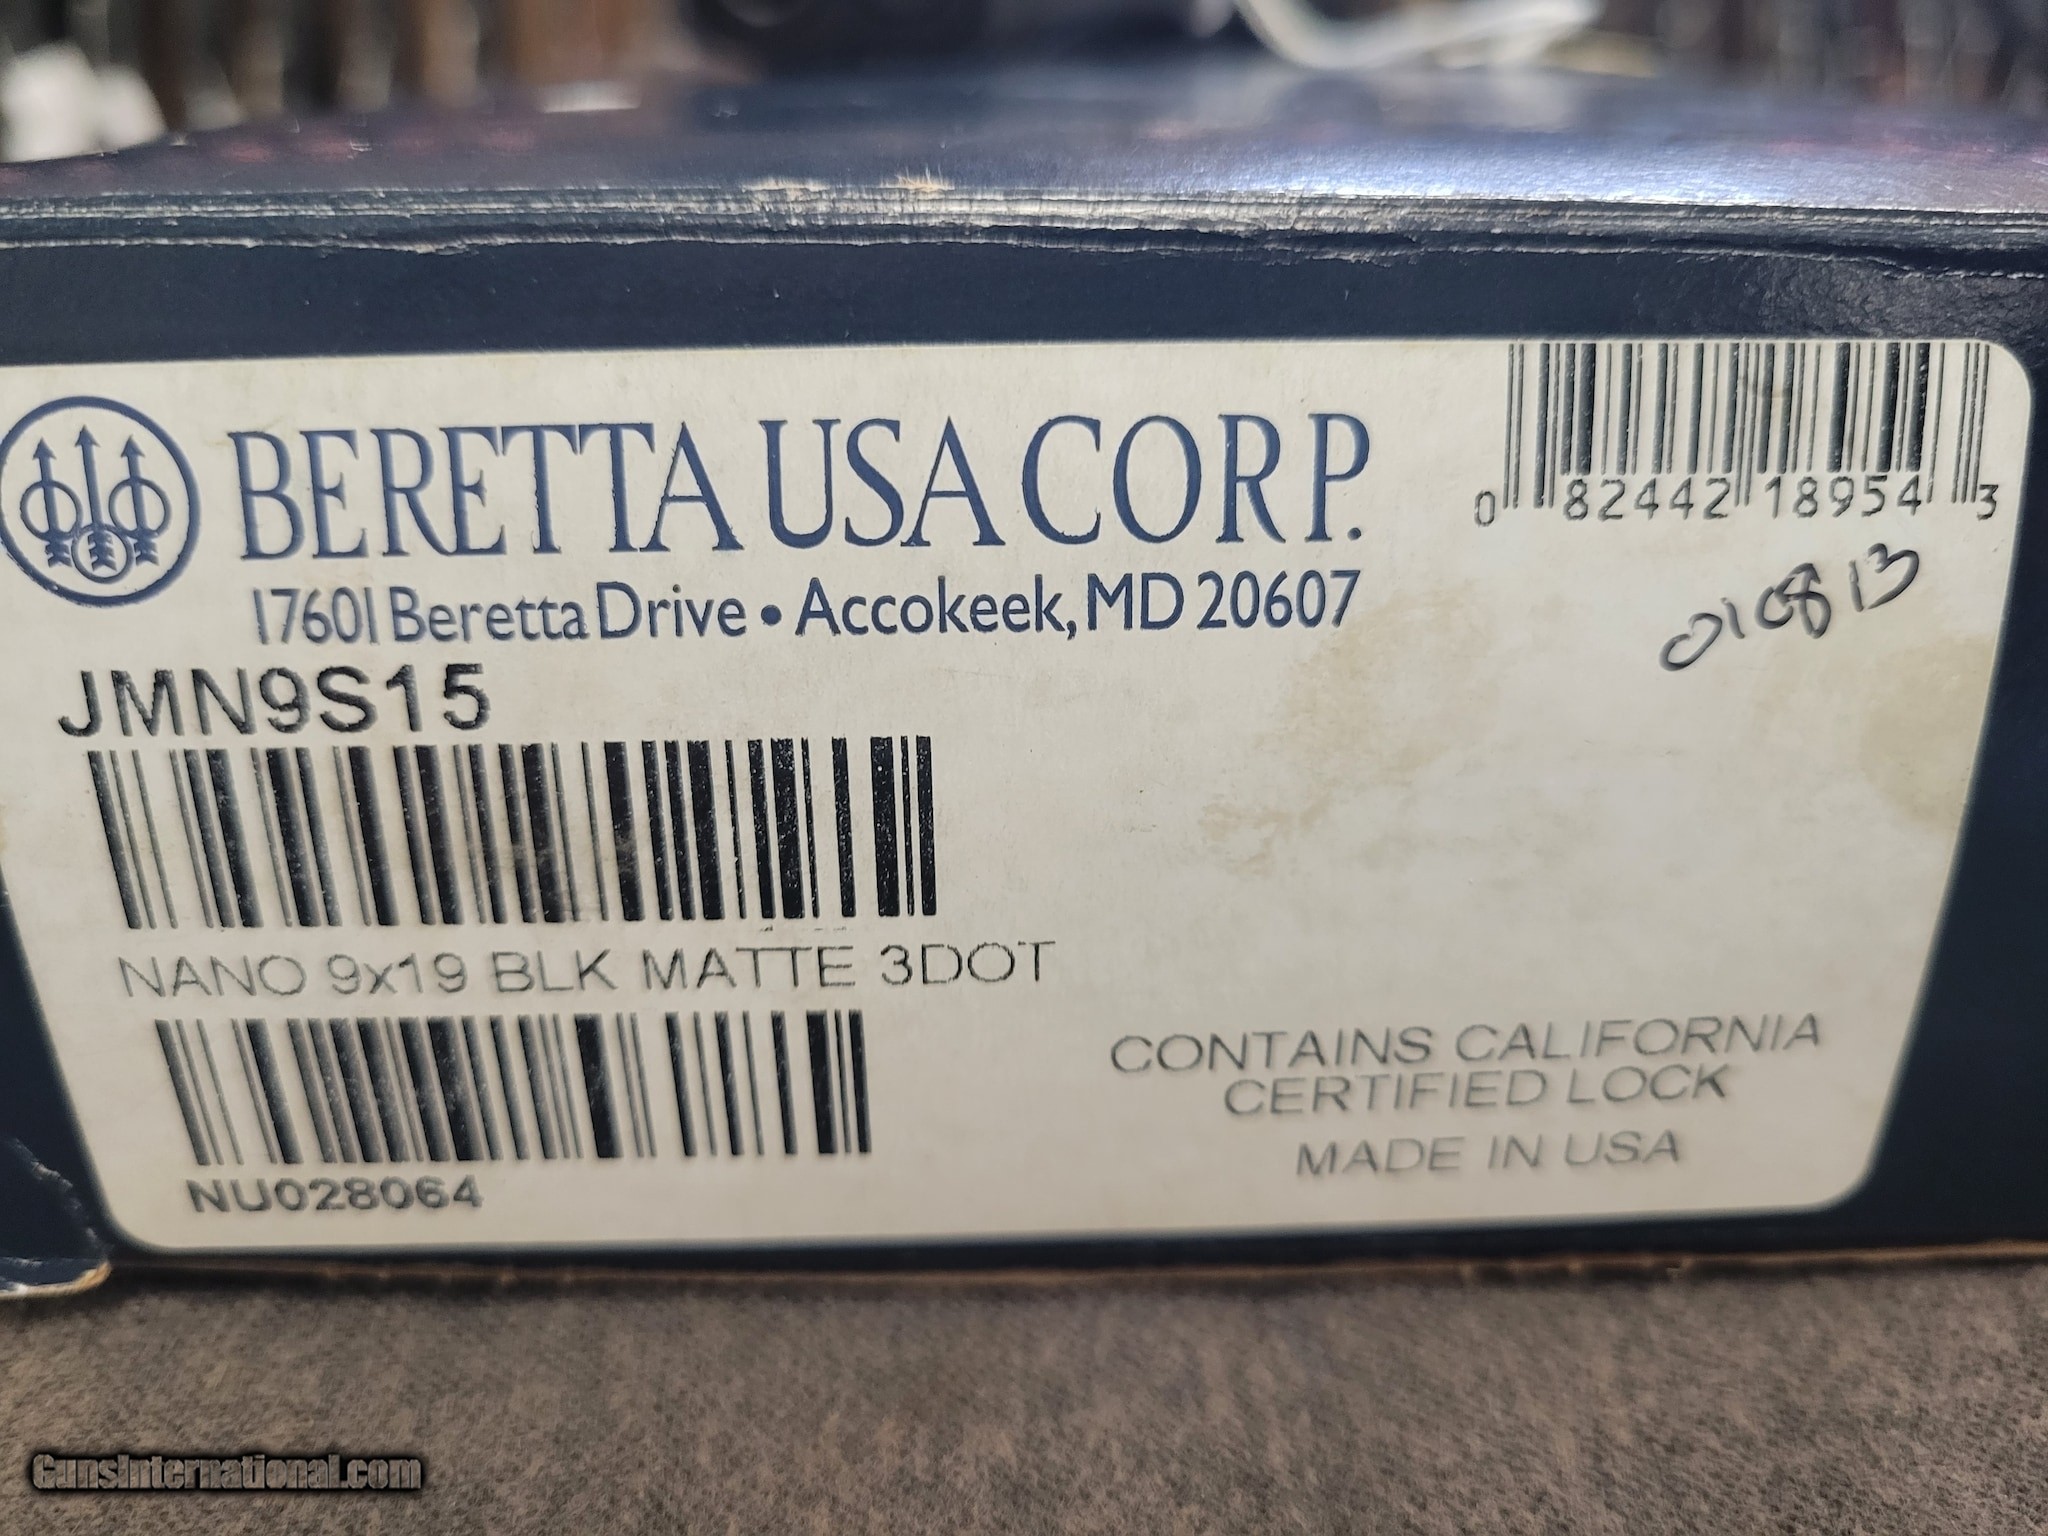 BERETTA USA CORP.
17601 Beretta Drive • Accokeek, MD 20607
0 82442 18954 3
010813
JMN9S15
NANO 9x19 BLK MATTE 3DOT
NU028064
CONTAINS CALIFORNIA
CERTIFIED LOCK
MADE IN USA
GunsInternational.com